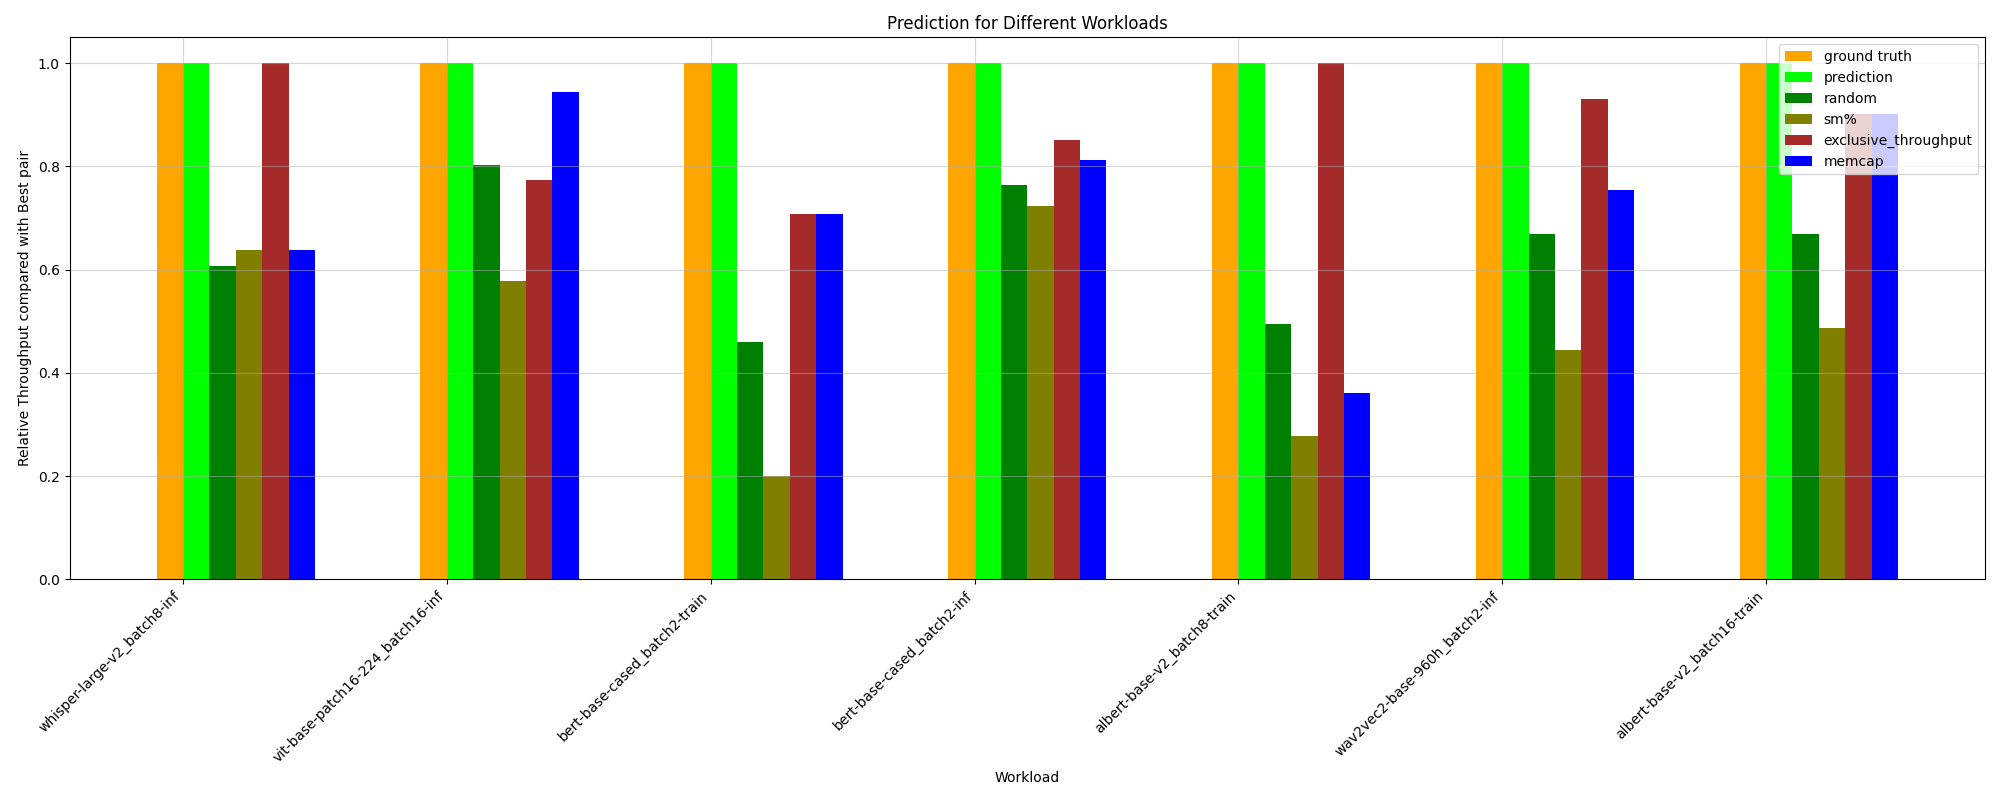 Prediction for Different Workloads
Relative Throughput compared with Best pair
1.0
0.8
0.6
0.4
0.2
0.0
ground truth
prediction
random
sm%
exclusive_throughput
memcap
whisper-large-v2_batch8-inf
vit-base-patch16-224_batch16-inf
bert-base-cased_batch2-train
bert-base-cased_batch2-inf
albert-base-v2_batch8-train
wav2vec2-base-960h_batch2-inf
albert-base-v2_batch16-train
Workload